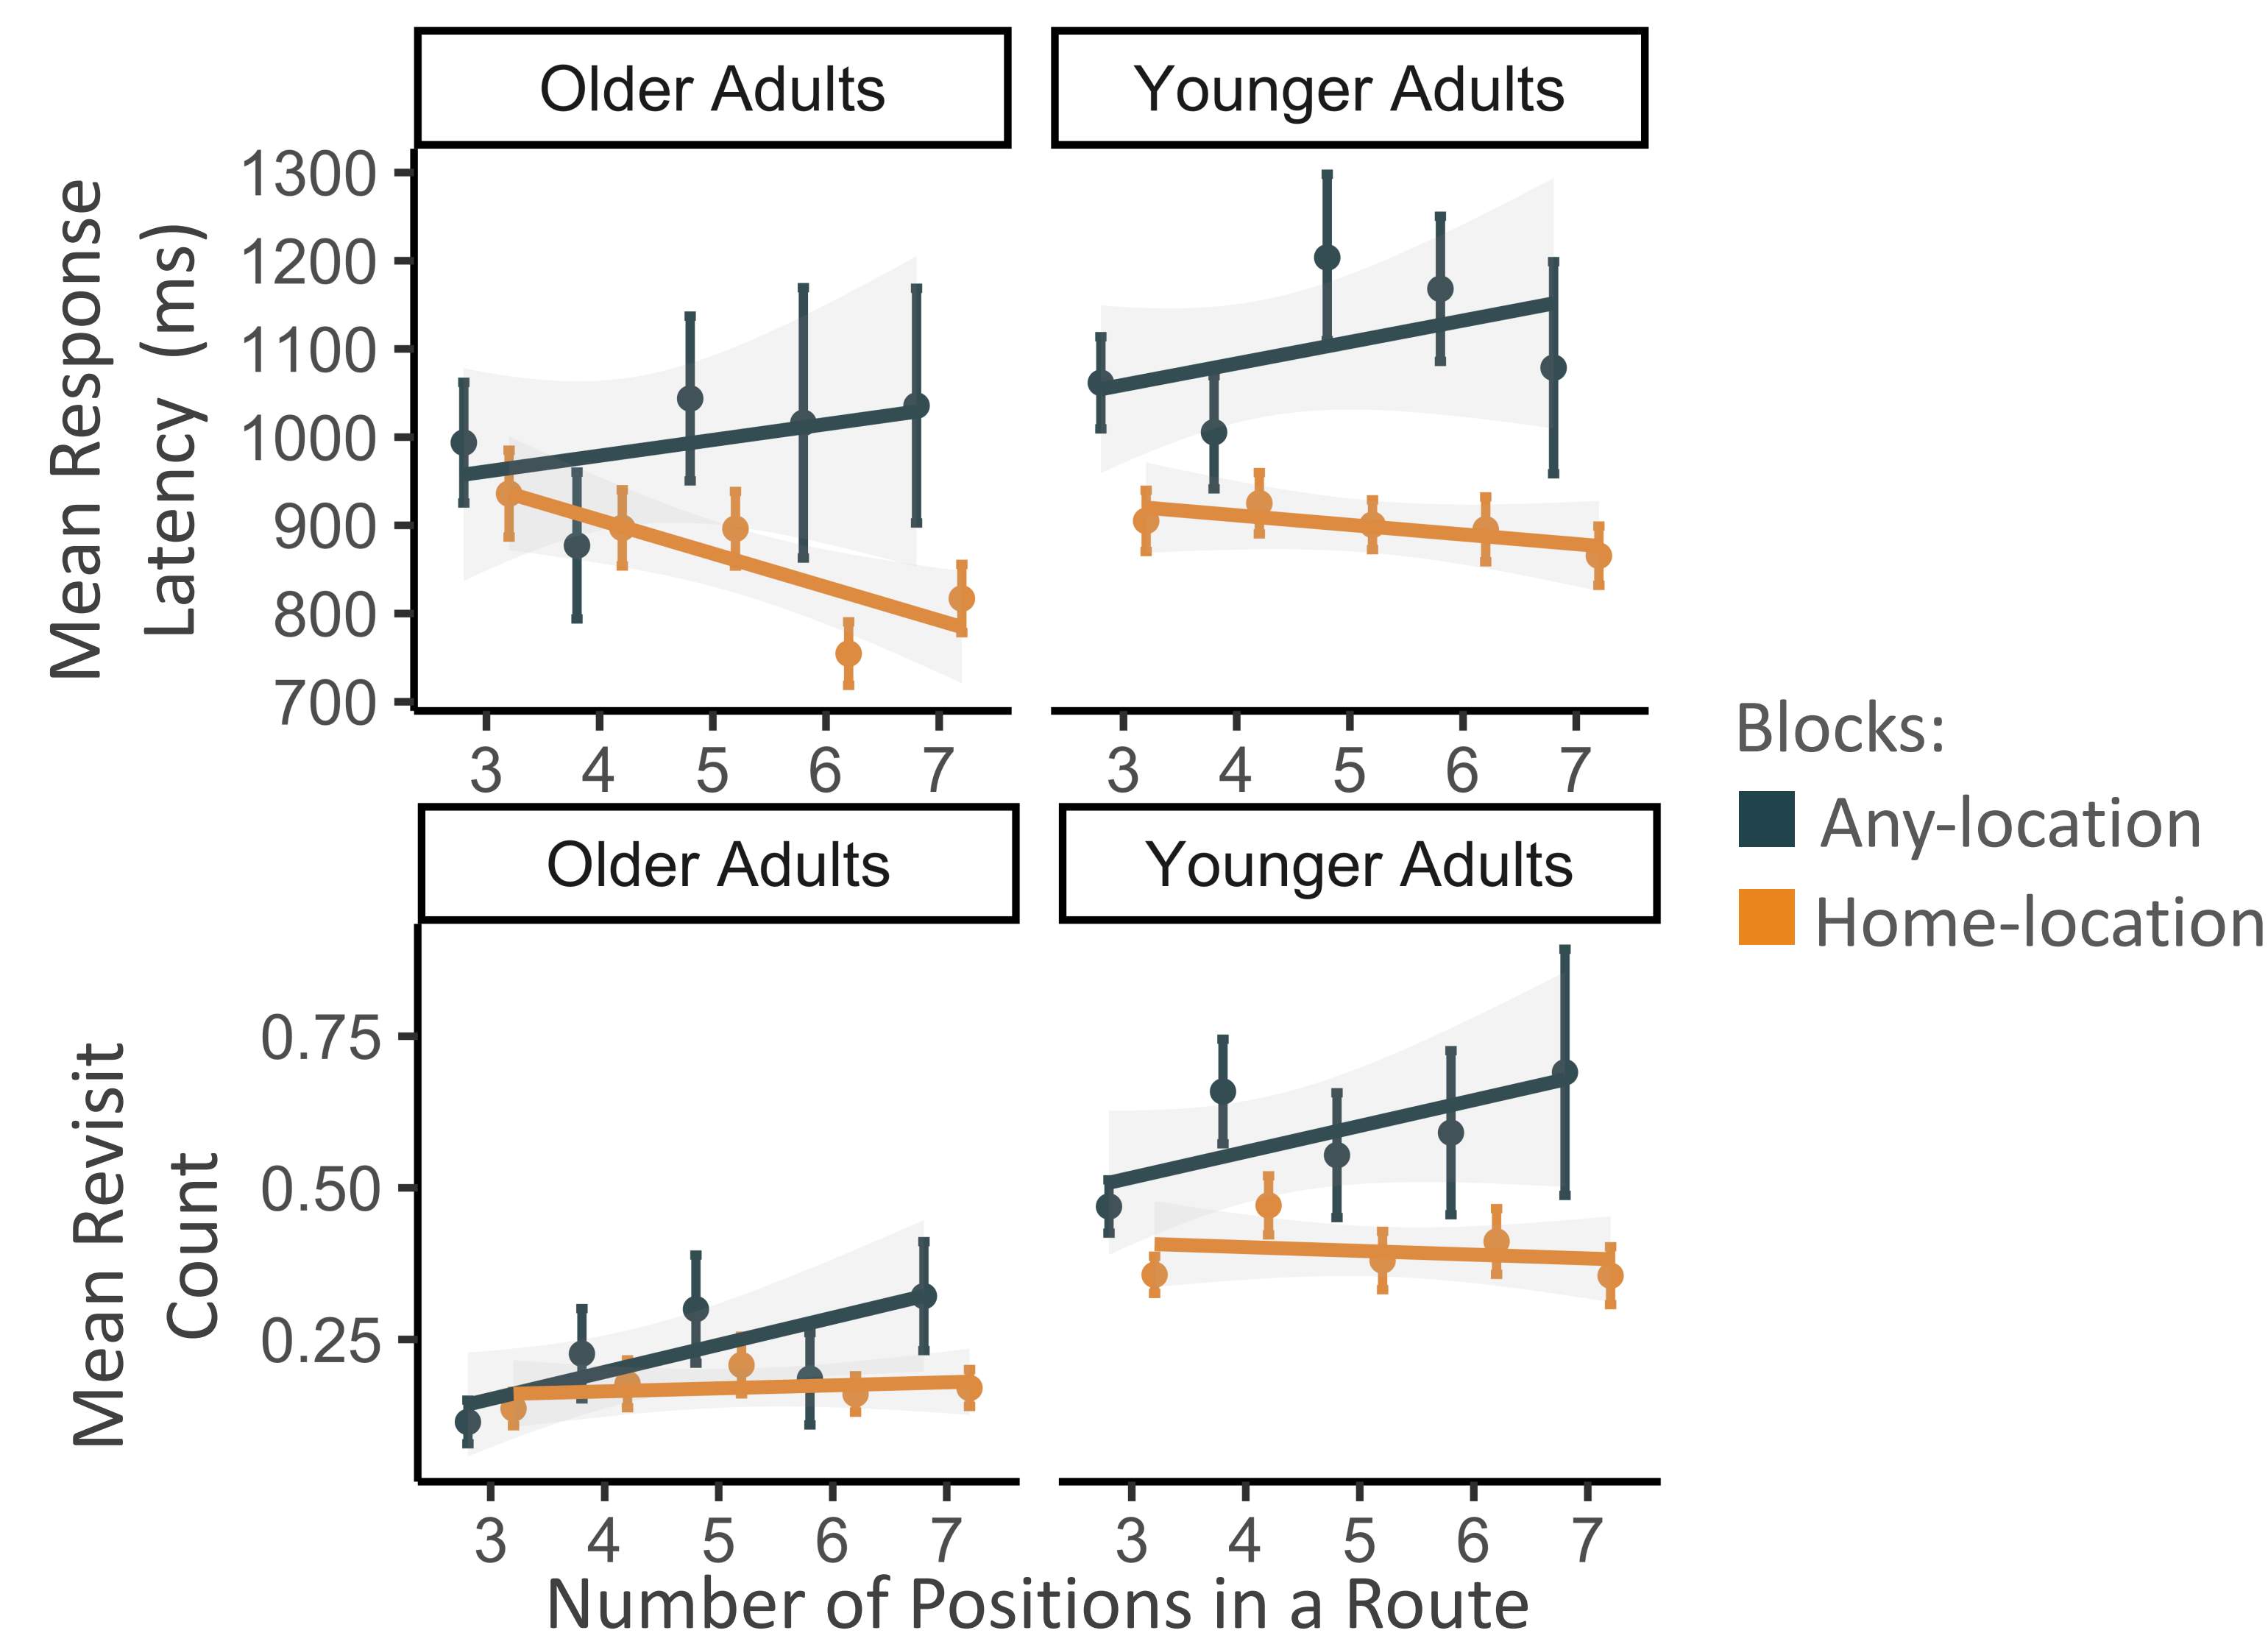 Older Adults
Younger Adults
Mean Response
Latency (ms)
1300
1200
1100
1000
900
800
700
3 4 5 6 7
3 4 5 6 7
Older Adults
Younger Adults
Mean Revisit
Count
0.75
0.50
0.25
3 4 5 6 7
3 4 5 6 7
Number of Positions in a Route
Blocks:
Any-location
Home-location